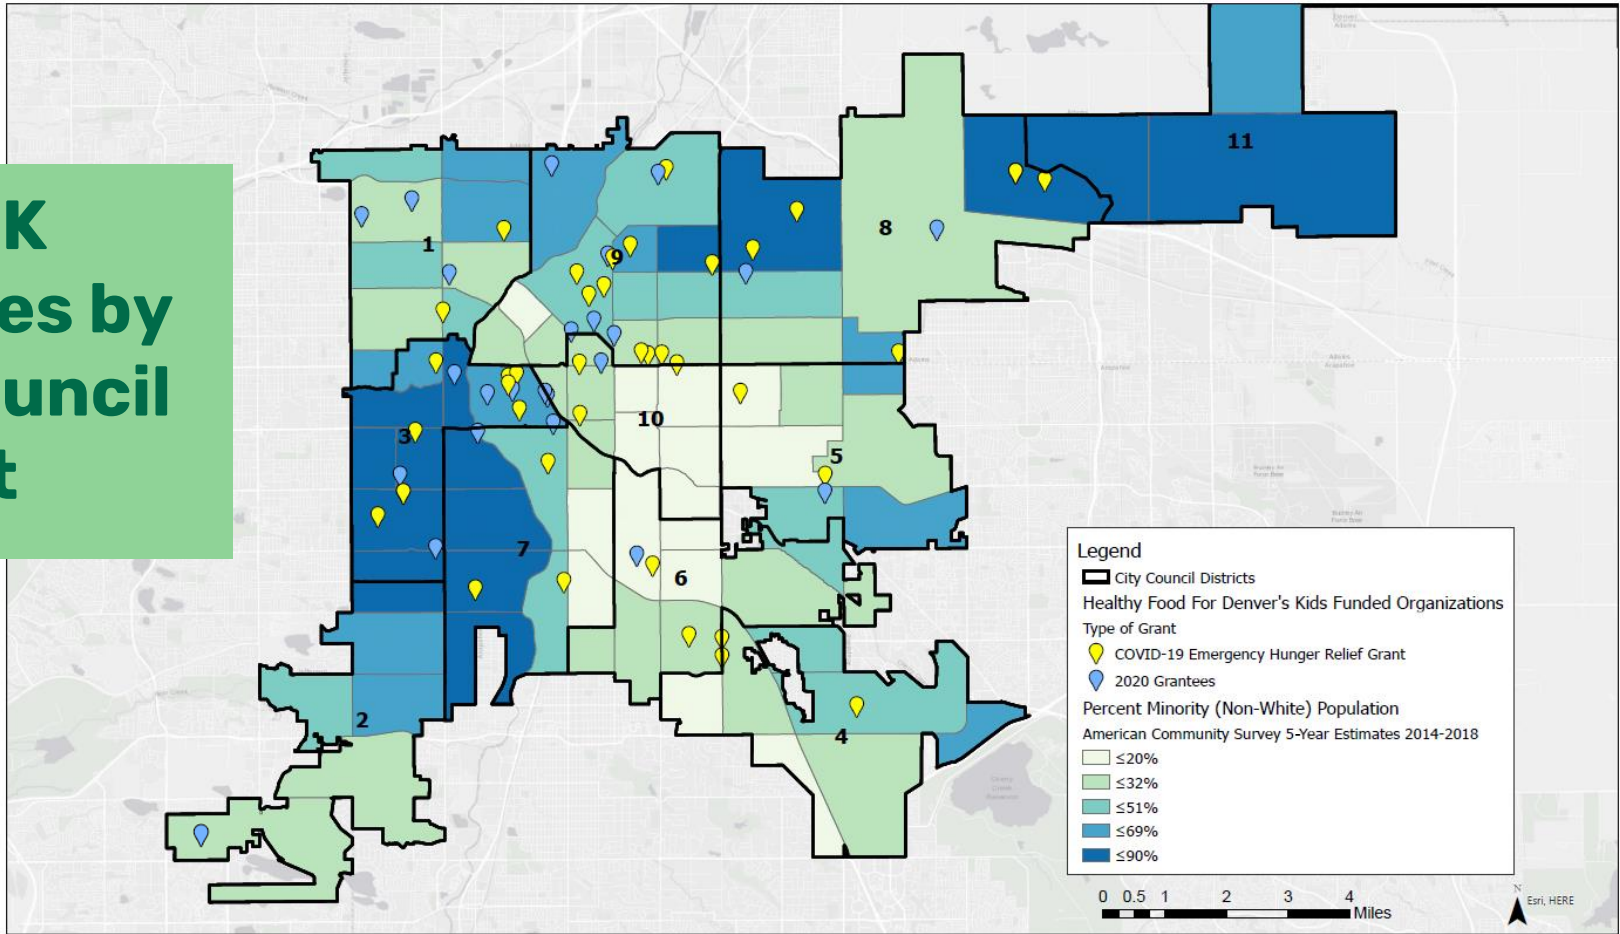 K
es by
uncil
t
1
2
3
4
5
6
7
8
9
10
11
Legend
City Council Districts
Healthy Food For Denver's Kids Funded Organizations
Type of Grant
COVID-19 Emergency Hunger Relief Grant
2020 Grantees
Percent Minority (Non-White) Population
American Community Survey 5-Year Estimates 2014-2018
≤20%
≤32%
≤51%
≤69%
≤90%
0 0.5 1 2 3 4
Miles
N
Esri, HERE